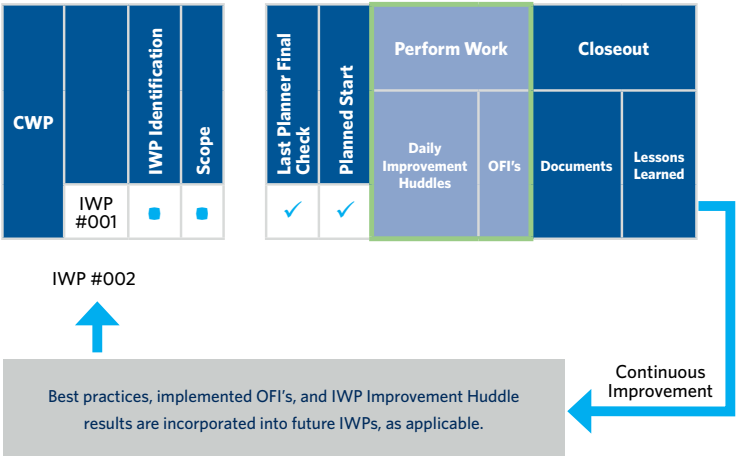 CWP
IWP Identification
Scope
Last Planner Final
Check
Planned Start
Perform Work
Closeout
Daily
Improvement
Huddles
OFI's
Documents
Lessons
Learned
IWP
#001
✓
✓
IWP #002
Best practices, implemented OFI's, and IWP Improvement Huddle
results are incorporated into future IWPs, as applicable.
Continuous
Improvement